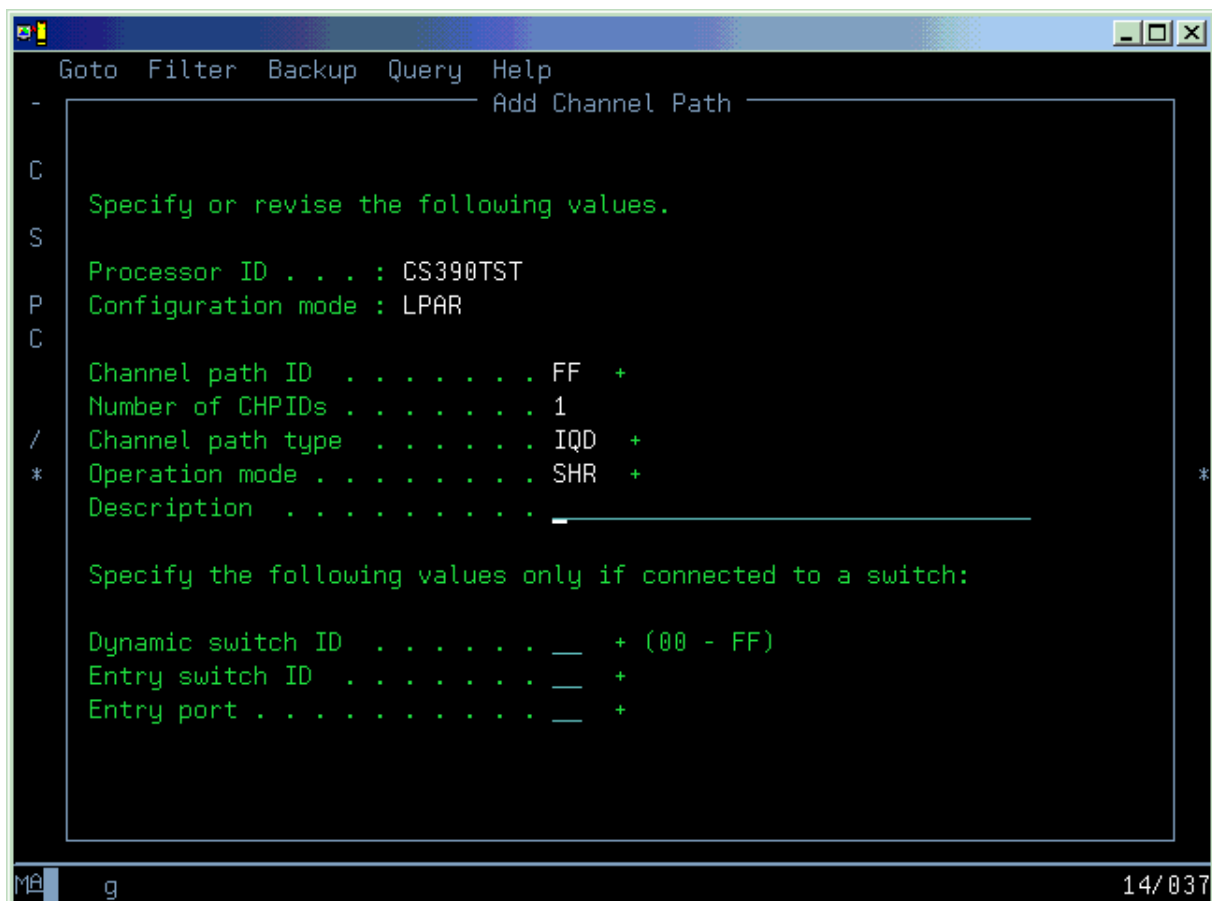 Goto Filter Backup Query Help
- Add Channel Path
C
Specify or revise the following values.
S
Processor ID . . . : CS390TST
P Configuration mode : LPAR
C
Channel path ID . . . . . . . FF +
Number of CHPIDs . . . . . . . 1
/ Channel path type . . . . . . IQD +
* Operation mode . . . . . . . . SHR + *
Description . . . . . . . . . _
Specify the following values only if connected to a switch:
Dynamic switch ID . . . . . . __ + (00 - FF)
Entry switch ID . . . . . . . __ +
Entry port . . . . . . . . . . __ +
MA g 14/037